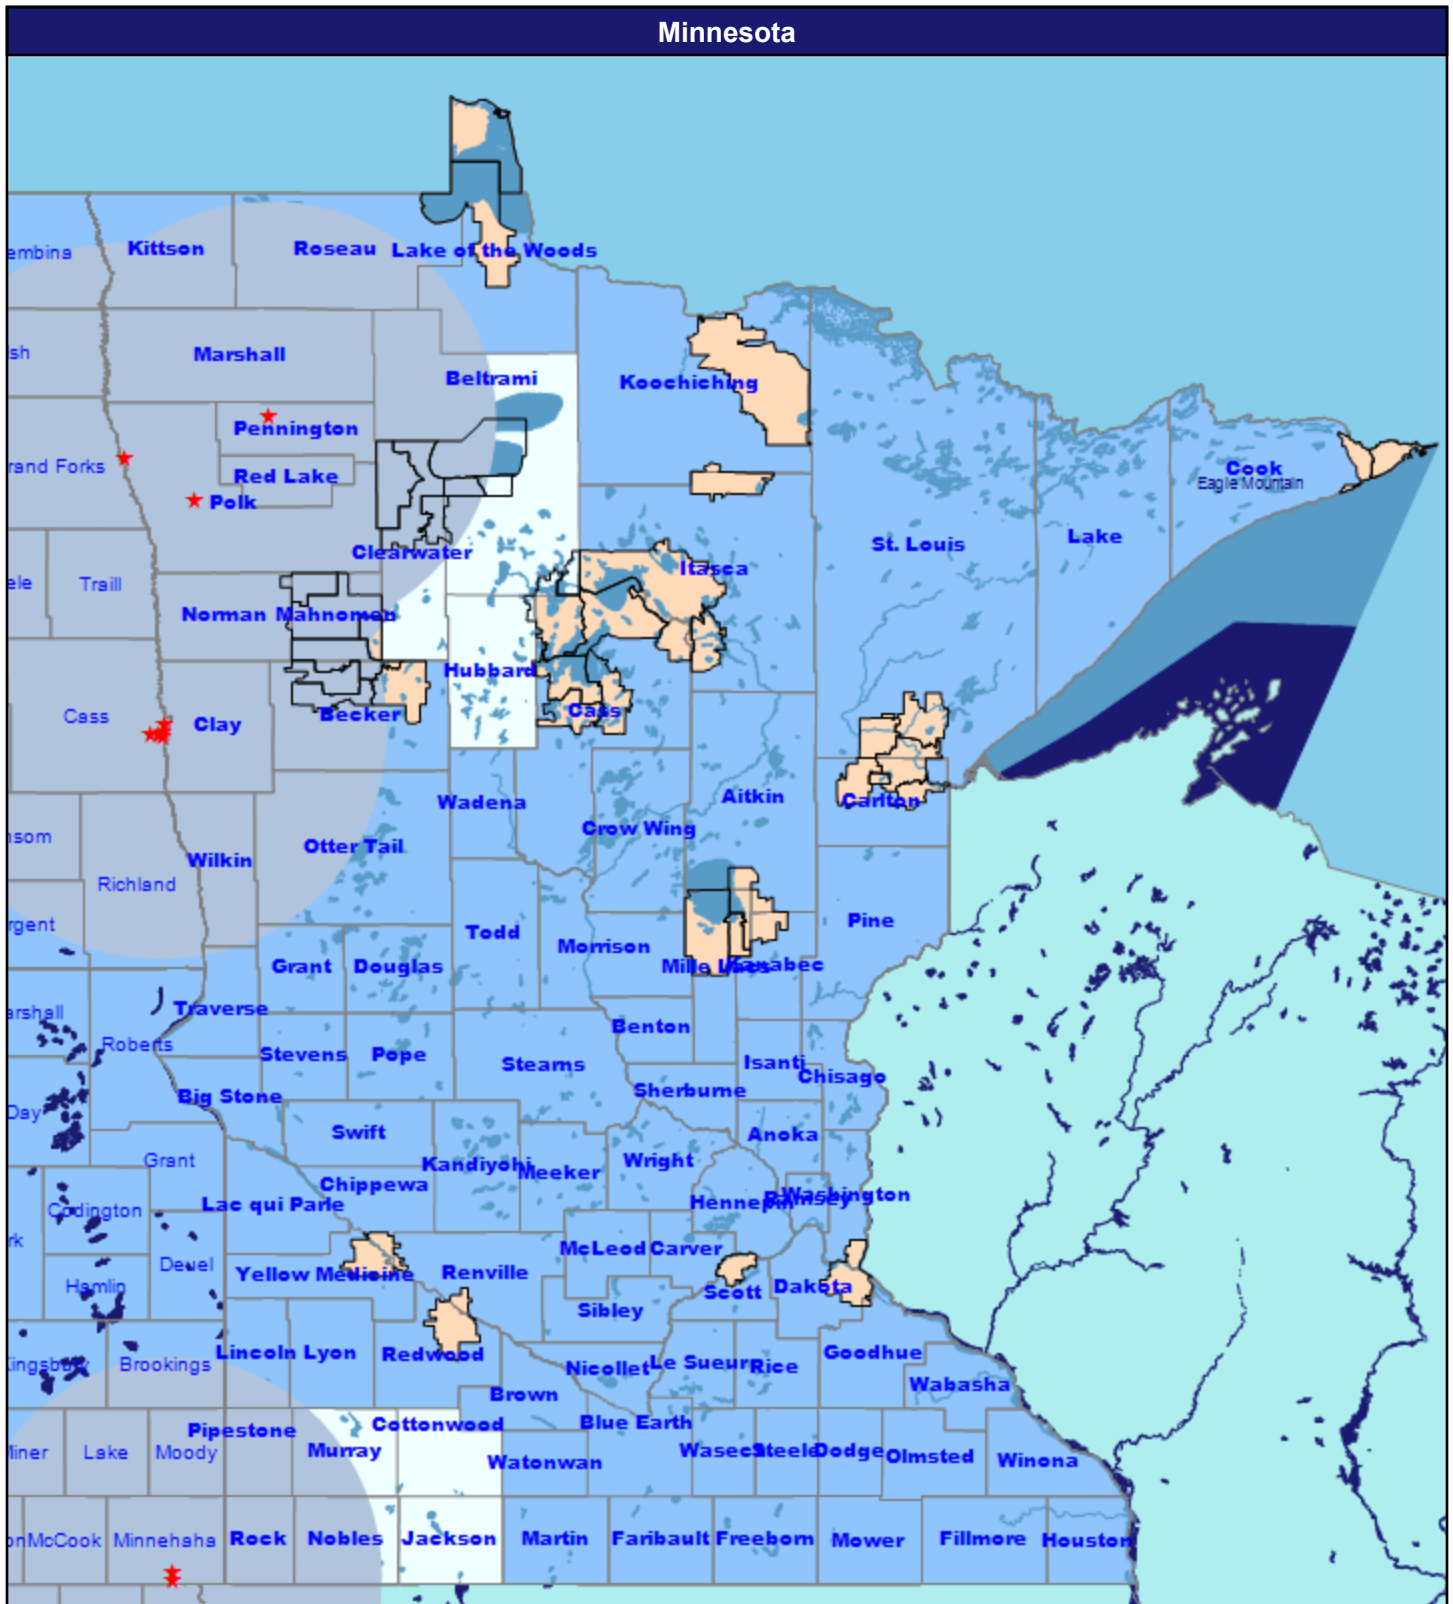 Minnesota
embina
Kittson
Roseau
Lake of the Woods
sh
Marshall
Beltrami
Koochiching
Pennington
rand Forks
Red Lake
Polk
Cook
Eagle Mountain
Clearwater
St. Louis
Lake
Itasca
ele
Traill
Norman
Mahnomen
Hubbard
Cass
Clay
Becker
Cass
Wadena
Aitkin
Carlton
nsom
Crow Wing
Otter Tail
Wilkin
Richland
rgent
Todd
Morrison
Pine
Grant
Douglas
Mille Lacs
Kanabec
arshall
Traverse
Benton
Roberts
Stevens
Pope
Stearns
Isanti
Chisago
Sherburne
Big Stone
Day
Swift
Anoka
Grant
Kandiyohi
Meeker
Wright
Chippewa
Codington
Lac qui Parle
Hennepin
Ramsey
Washington
rk
McLeod
Carver
Deuel
Yellow Medicine
Renville
Hamlin
Scott
Dakota
Sibley
Kingsbury
Brookings
Lincoln
Lyon
Redwood
Nicollet
Le Sueur
Rice
Goodhue
Brown
Wabasha
Pipestone
Cottonwood
Blue Earth
Miner
Lake
Moody
Murray
Watonwan
Waseca
Steele
Dodge
Olmsted
Winona
on
McCook
Minnehaha
Rock
Nobles
Jackson
Martin
Faribault
Freeborn
Mower
Fillmore
Houston